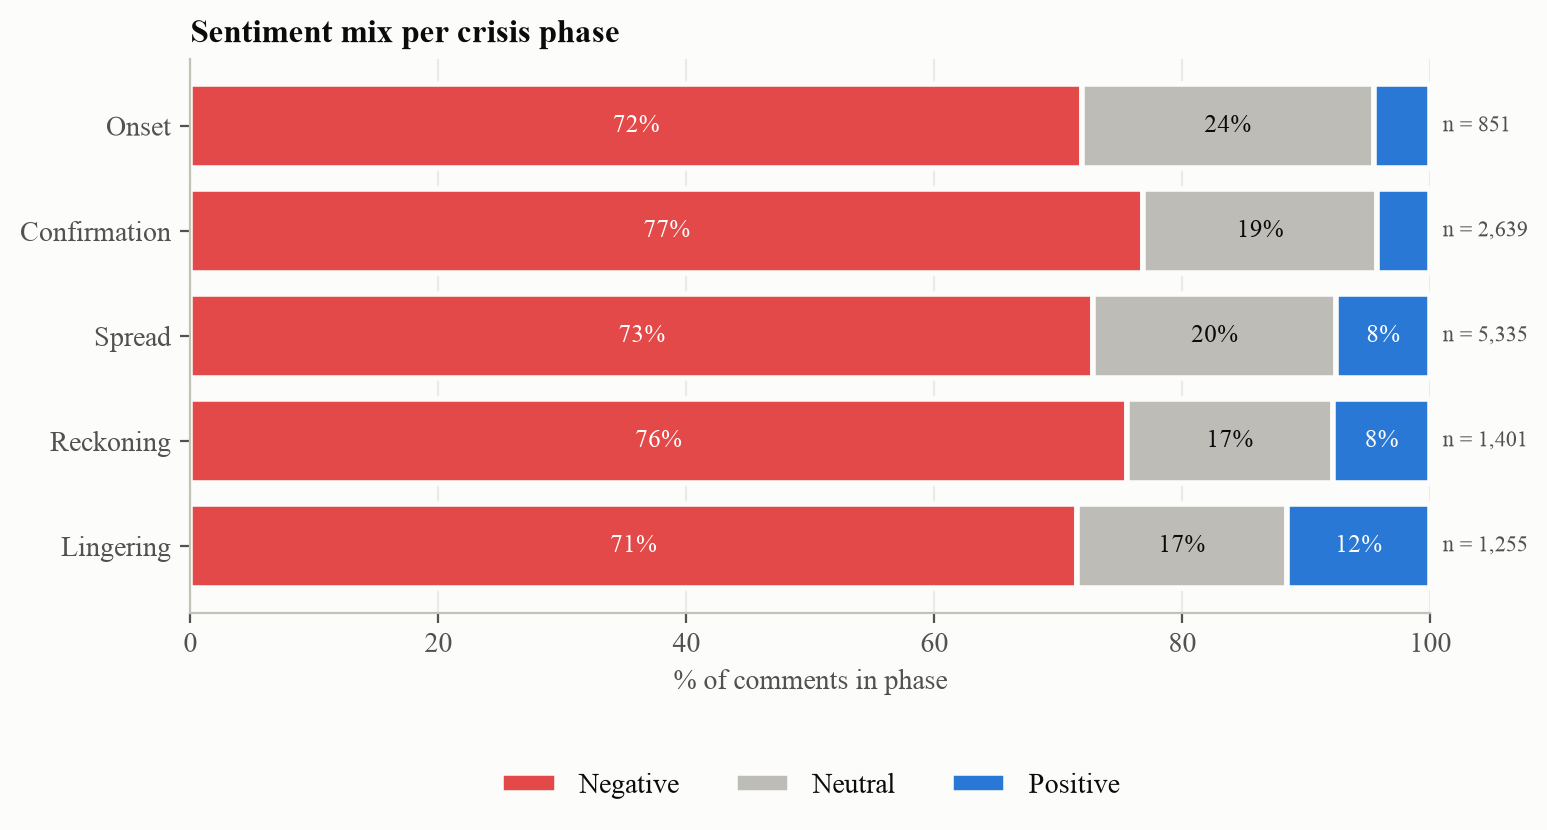 Sentiment mix per crisis phase
Onset 72% 24% n = 851
Confirmation 77% 19% n = 2,639
Spread 73% 20% 8% n = 5,335
Reckoning 76% 17% 8% n = 1,401
Lingering 71% 17% 12% n = 1,255
0 20 40 60 80 100
% of comments in phase
Negative Neutral Positive